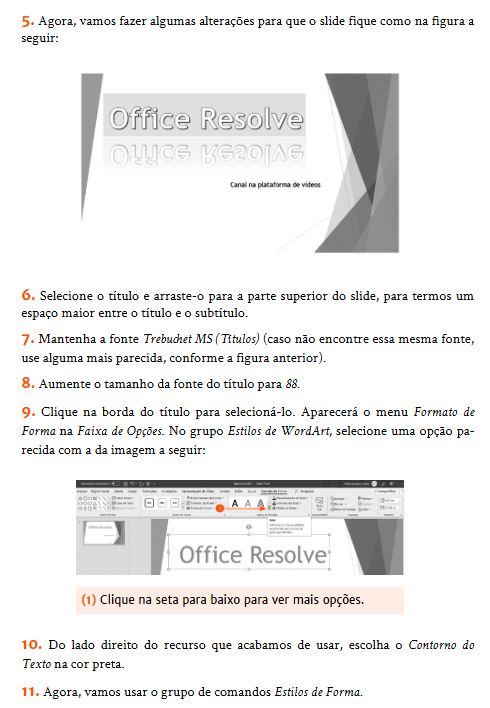 5. Agora, vamos fazer algumas alterações para que o slide fique como na figura a
seguir:
Office Resolve
Canal na plataforma de vídeos
6. Selecione o título e arraste-o para a parte superior do slide, para termos um
espaço maior entre o título e o subtítulo.
7. Mantenha a fonte Trebuchet MS (Títulos) (caso não encontre essa mesma fonte,
use alguma mais parecida, conforme a figura anterior).
8. Aumente o tamanho da fonte do título para 88.
9. Clique na borda do título para selecioná-lo. Aparecerá o menu Formato de
Forma na Faixa de Opções. No grupo Estilos de WordArt, selecione uma opção pa-
recida com a da imagem a seguir:
A A A
1
Office Resolve
Office Resolve
(1) Clique na seta para baixo para ver mais opções.
10. Do lado direito do recurso que acabamos de usar, escolha o Contorno do
Texto na cor preta.
11. Agora, vamos usar o grupo de comandos Estilos de Forma.